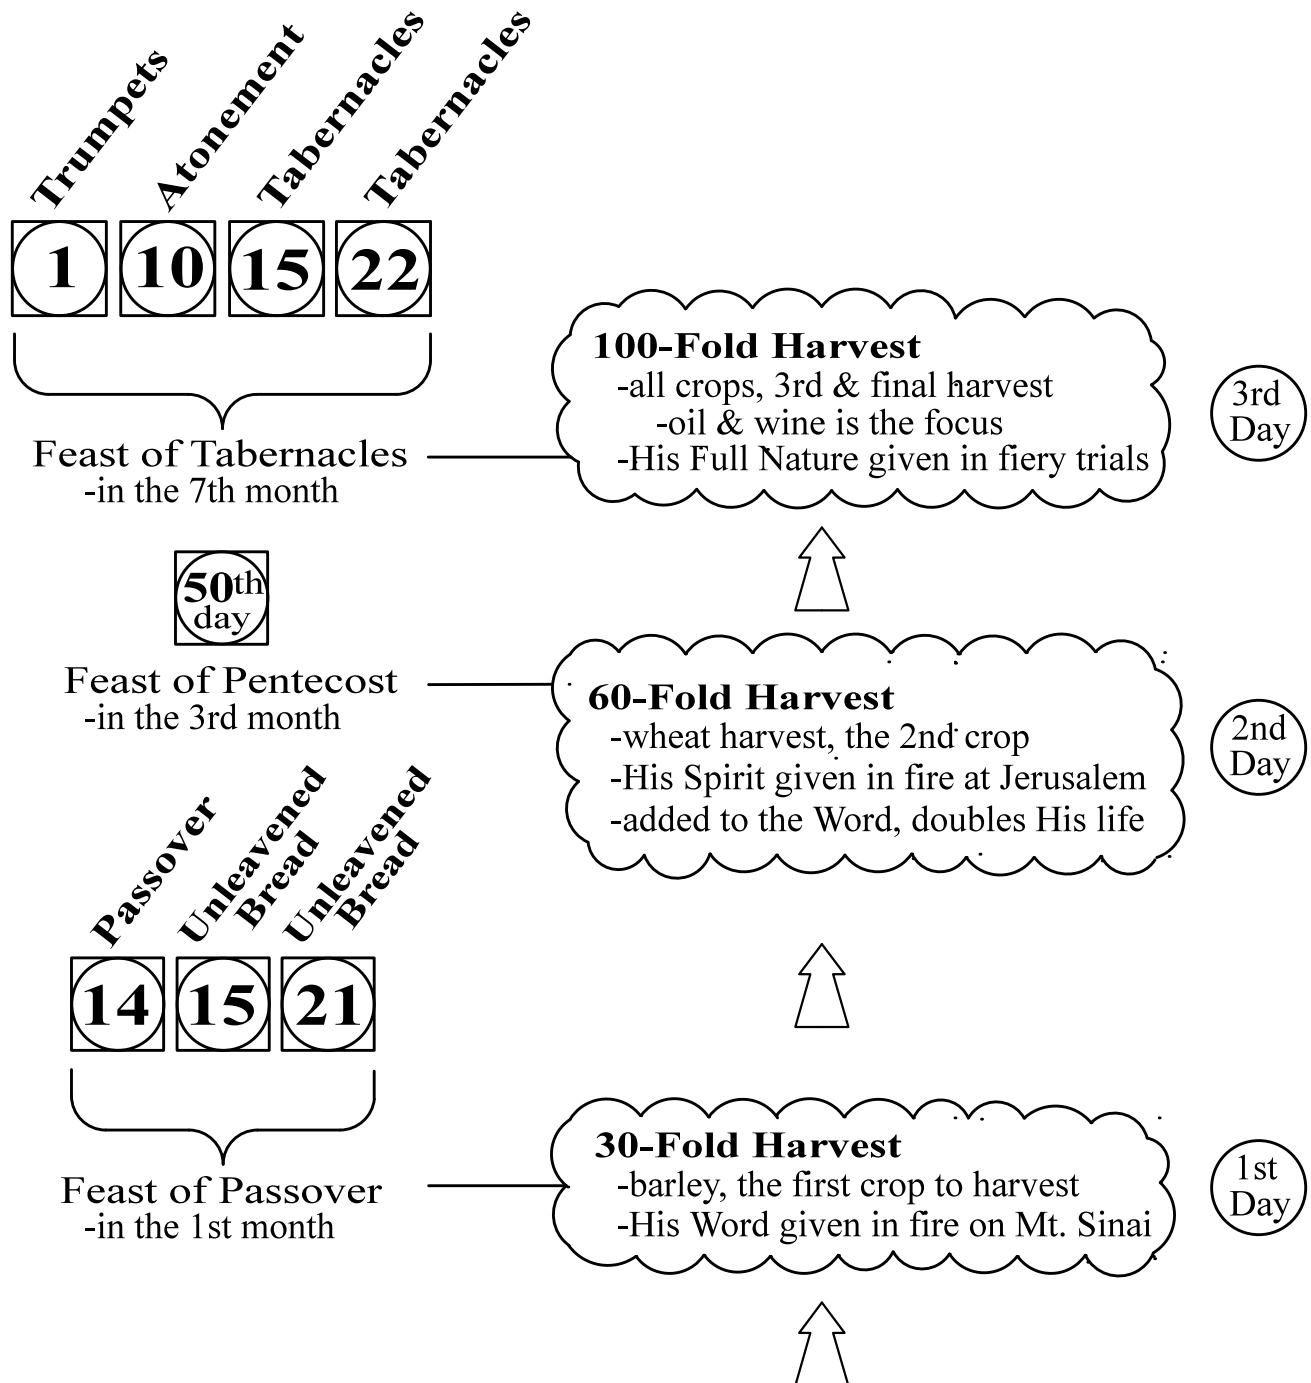 Trumpets
Atonement
Tabernacles
Tabernacles
1
10
15
22
100-Fold Harvest
-all crops, 3rd & final harvest
-oil & wine is the focus
-His Full Nature given in fiery trials
3rd
Day
Feast of Tabernacles
-in the 7th month
50th
day
Feast of Pentecost
-in the 3rd month
60-Fold Harvest
-wheat harvest, the 2nd crop
-His Spirit given in fire at Jerusalem
-added to the Word, doubles His life
2nd
Day
Passover
Unleavened
Bread
Unleavened
Bread
14
15
21
Feast of Passover
-in the 1st month
30-Fold Harvest
-barley, the first crop to harvest
-His Word given in fire on Mt. Sinai
1st
Day